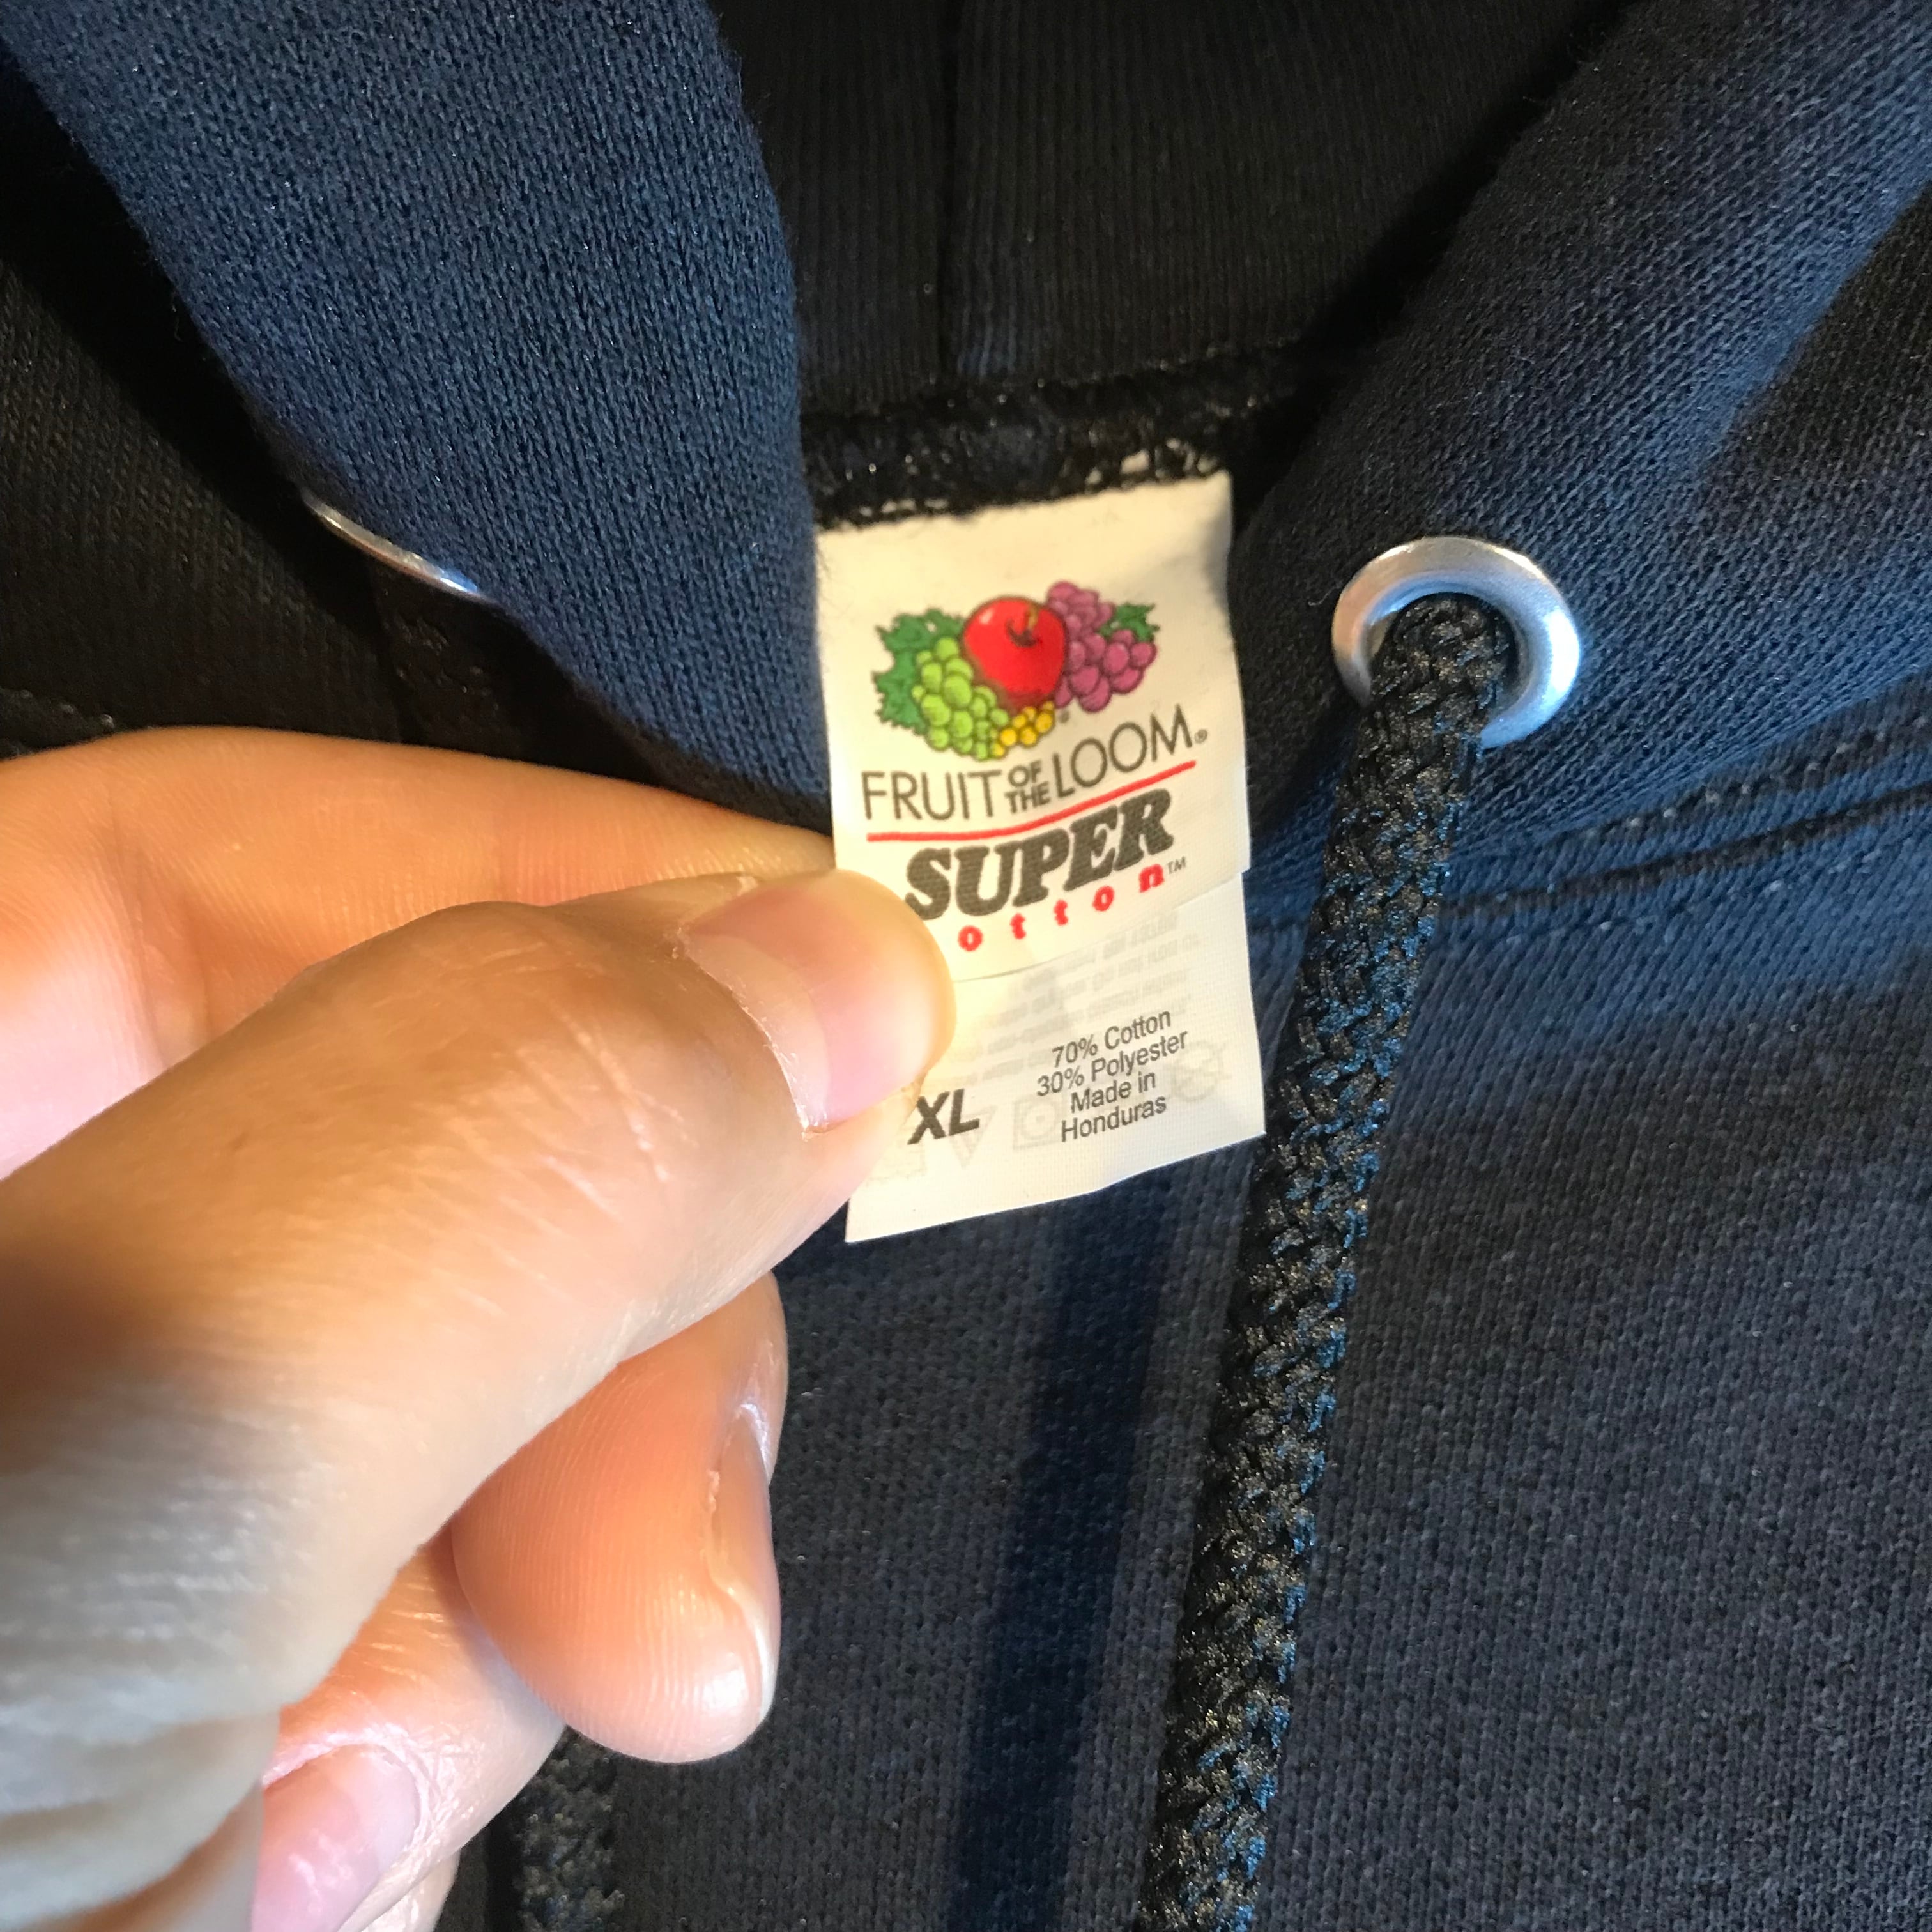 FRUIT OF THE LOOM®
SUPER
otton™
70% Cotton
30% Polyester
XL Made in
Honduras